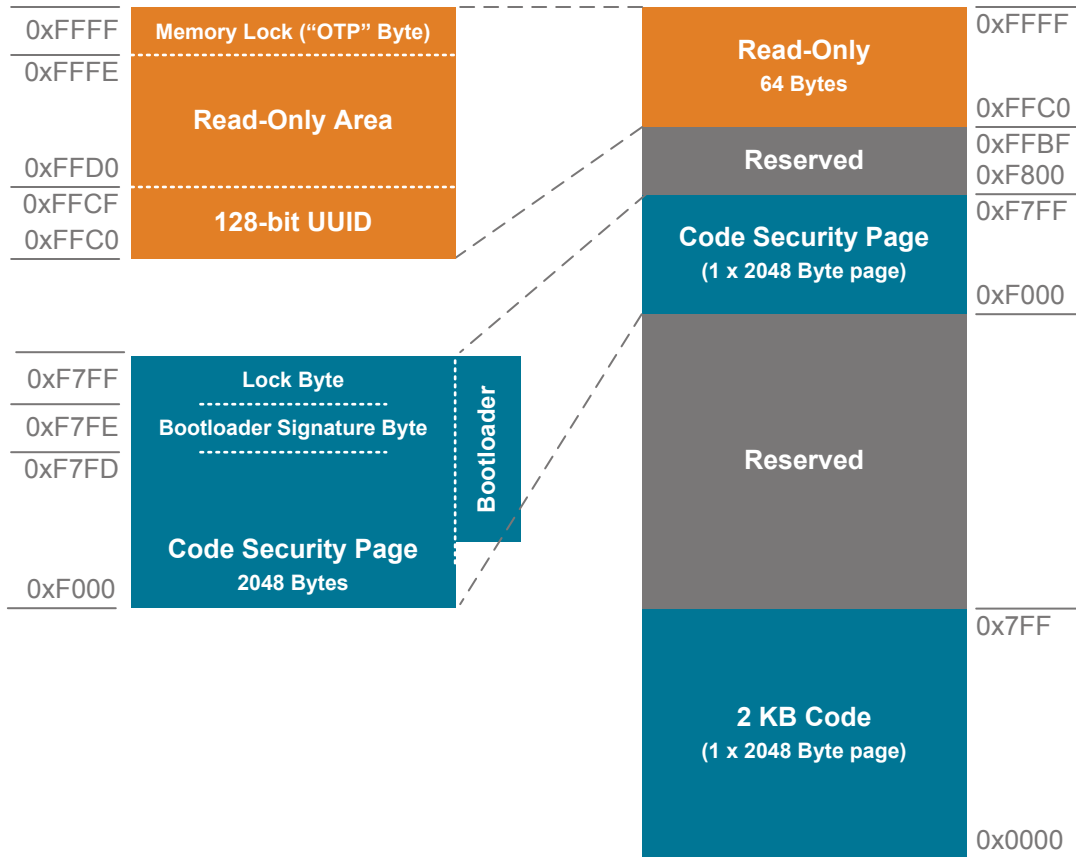 0xFFFF
Memory Lock (“OTP” Byte)
0xFFFE
Read-Only Area
0xFFD0
0xFFCF
128-bit UUID
0xFFC0
0xF7FF
Lock Byte
0xF7FE
Bootloader Signature Byte
0xF7FD
Bootloader
Code Security Page
2048 Bytes
0xF000
0xFFFF
Read-Only
64 Bytes
0xFFC0
0xFFBF
Reserved
0xF800
0xF7FF
Code Security Page
(1 x 2048 Byte page)
0xF000
Reserved
0x7FF
2 KB Code
(1 x 2048 Byte page)
0x0000